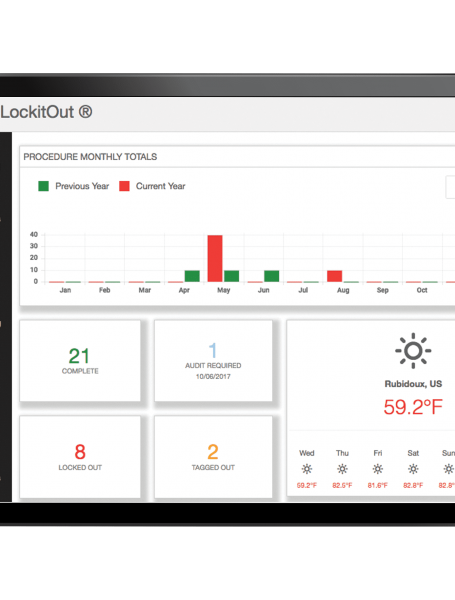 LockitOut ®
PROCEDURE MONTHLY TOTALS
Previous Year Current Year
40
30
20
10
0
Jan Feb Mar Apr May Jun Jul Aug Sep Oct
21
COMPLETE
1
AUDIT REQUIRED
10/06/2017
8
LOCKED OUT
2
TAGGED OUT
Rubidoux, US
59.2°F
Wed Thu Fri Sat Sun
59.2°F 82.5°F 81.6°F 82.8°F 82.8°